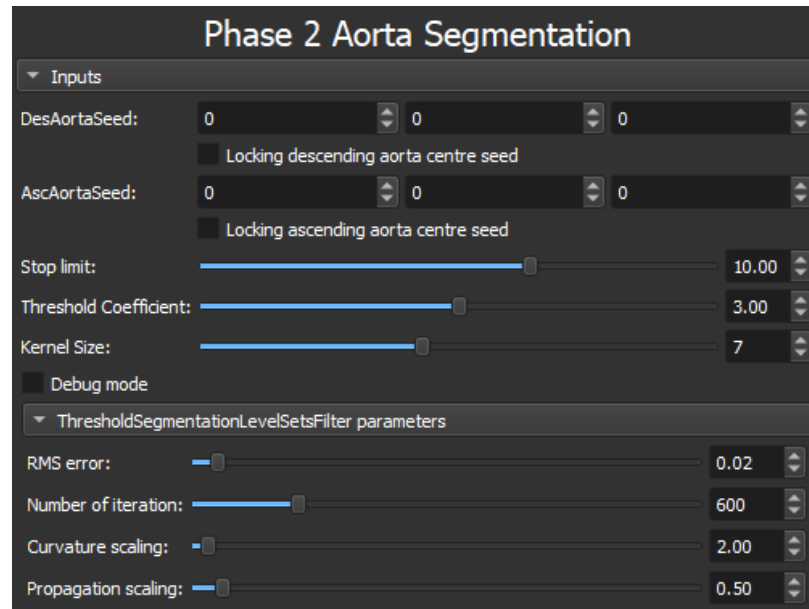 Phase 2 Aorta Segmentation
Inputs
DesAortaSeed: 0 0 0
Locking descending aorta centre seed
AscAortaSeed: 0 0 0
Locking ascending aorta centre seed
Stop limit: 10.00
Threshold Coefficient: 3.00
Kernel Size: 7
Debug mode
ThresholdSegmentationLevelSetsFilter parameters
RMS error: 0.02
Number of iteration: 600
Curvature scaling: 2.00
Propagation scaling: 0.50